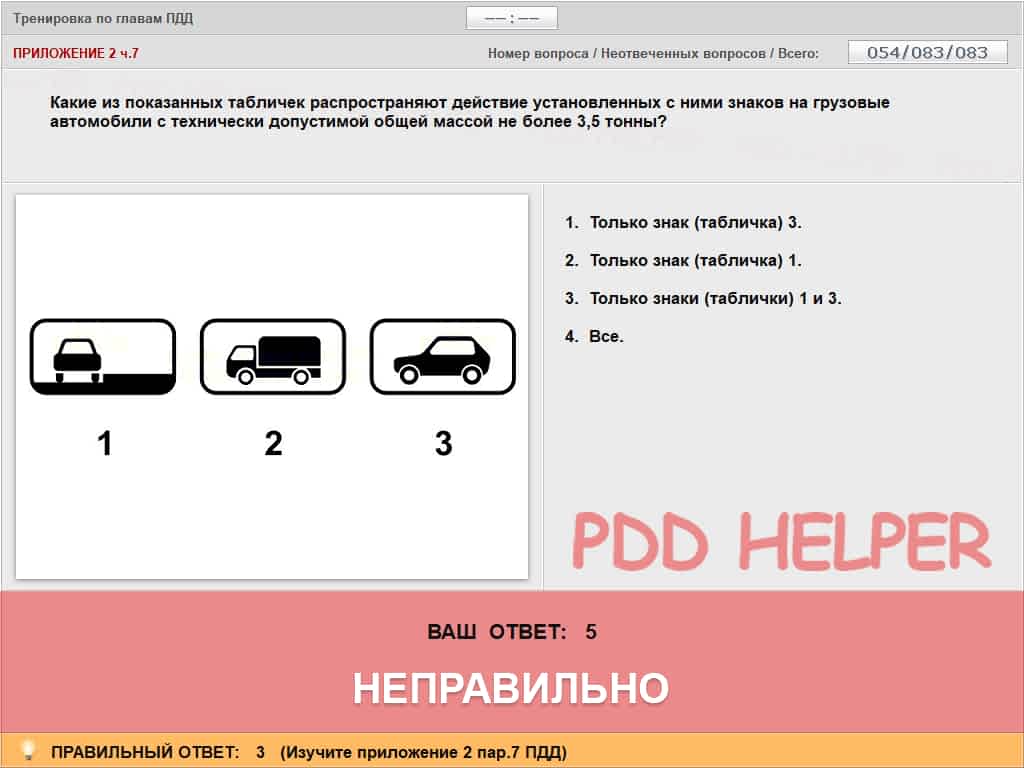 Тренировка по главам ПДД
–– : ––
ПРИЛОЖЕНИЕ 2 ч.7
Номер вопроса / Неотвеченных вопросов / Всего:
054/083/083
Какие из показанных табличек распространяют действие установленных с ними знаков на грузовые
автомобили с технически допустимой общей массой не более 3,5 тонны?
1. Только знак (табличка) 3.
2. Только знак (табличка) 1.
3. Только знаки (таблички) 1 и 3.
4. Все.
1
2
3
PDD HELPER
ВАШ ОТВЕТ: 5
НЕПРАВИЛЬНО
ПРАВИЛЬНЫЙ ОТВЕТ: 3 (Изучите приложение 2 пар.7 ПДД)